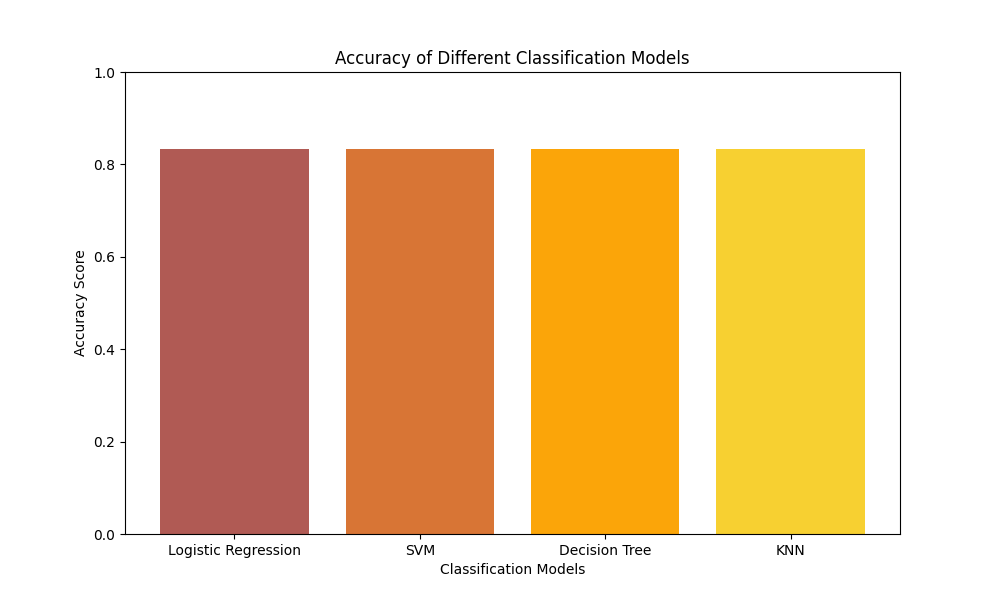 Accuracy of Different Classification Models
1.0
0.8
0.6
0.4
0.2
0.0
Accuracy Score
Logistic Regression SVM Decision Tree KNN
Classification Models